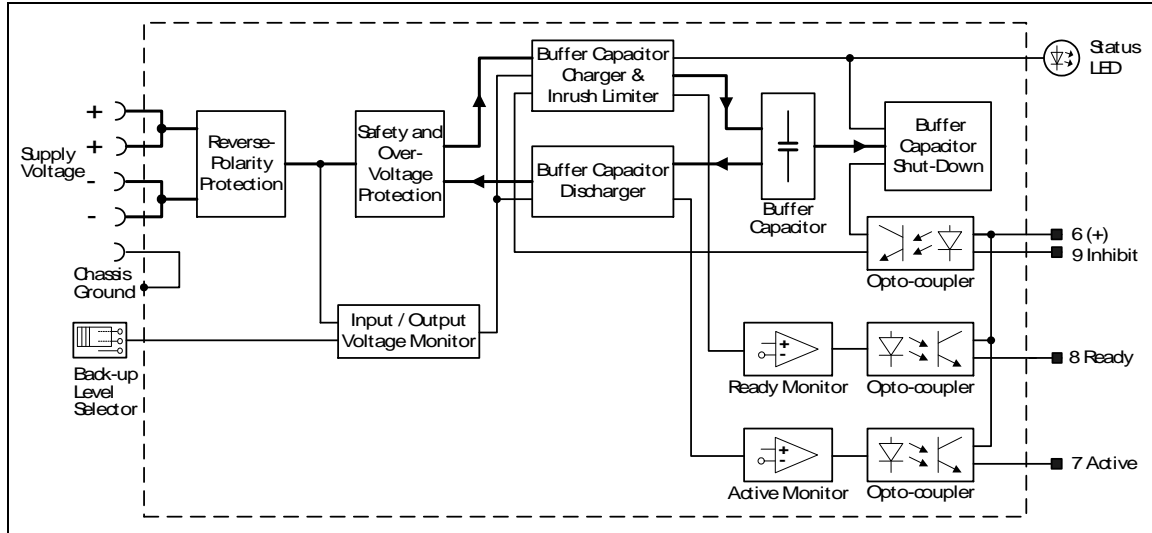 Buffer Capacitor
Charger &
Inrush Limiter
Status
LED
+
+
-
-
Supply
Voltage
Reverse-
Polarity
Protection
Safety and
Over-
Voltage
Protection
Buffer Capacitor
Discharger
Buffer
Capacitor
Buffer
Capacitor
Shut-Down
Chassis
Ground
Opto-coupler
6 (+)
9 Inhibit
Input / Output
Voltage Monitor
Back-up
Level
Selector
+
-
Ready Monitor
Opto-coupler
8 Ready
+
-
Active Monitor
Opto-coupler
7 Active